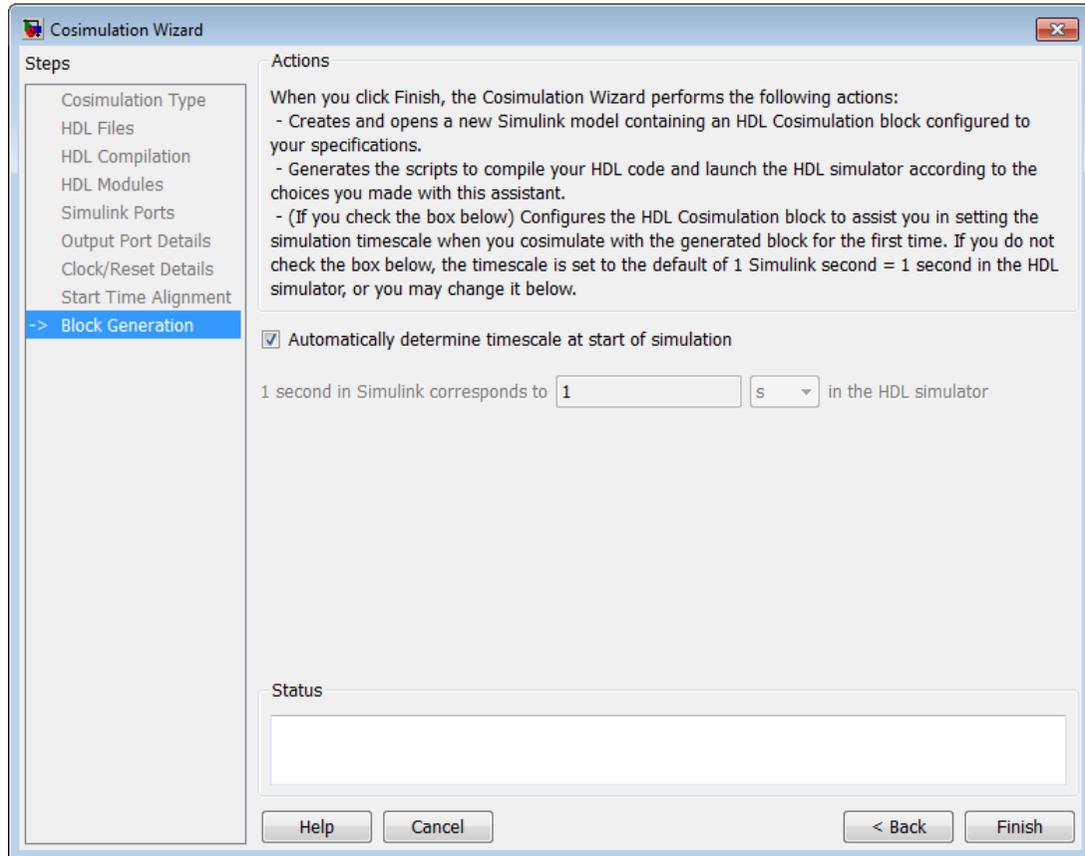 Cosimulation Wizard
Steps
Cosimulation Type
HDL Files
HDL Compilation
HDL Modules
Simulink Ports
Output Port Details
Clock/Reset Details
Start Time Alignment
-> Block Generation
Actions
When you click Finish, the Cosimulation Wizard performs the following actions:
- Creates and opens a new Simulink model containing an HDL Cosimulation block configured to
your specifications.
- Generates the scripts to compile your HDL code and launch the HDL simulator according to the
choices you made with this assistant.
- (If you check the box below) Configures the HDL Cosimulation block to assist you in setting the
simulation timescale when you cosimulate with the generated block for the first time. If you do not
check the box below, the timescale is set to the default of 1 Simulink second = 1 second in the HDL
simulator, or you may change it below.
Automatically determine timescale at start of simulation
1 second in Simulink corresponds to 1 s in the HDL simulator
Status
Help Cancel < Back Finish